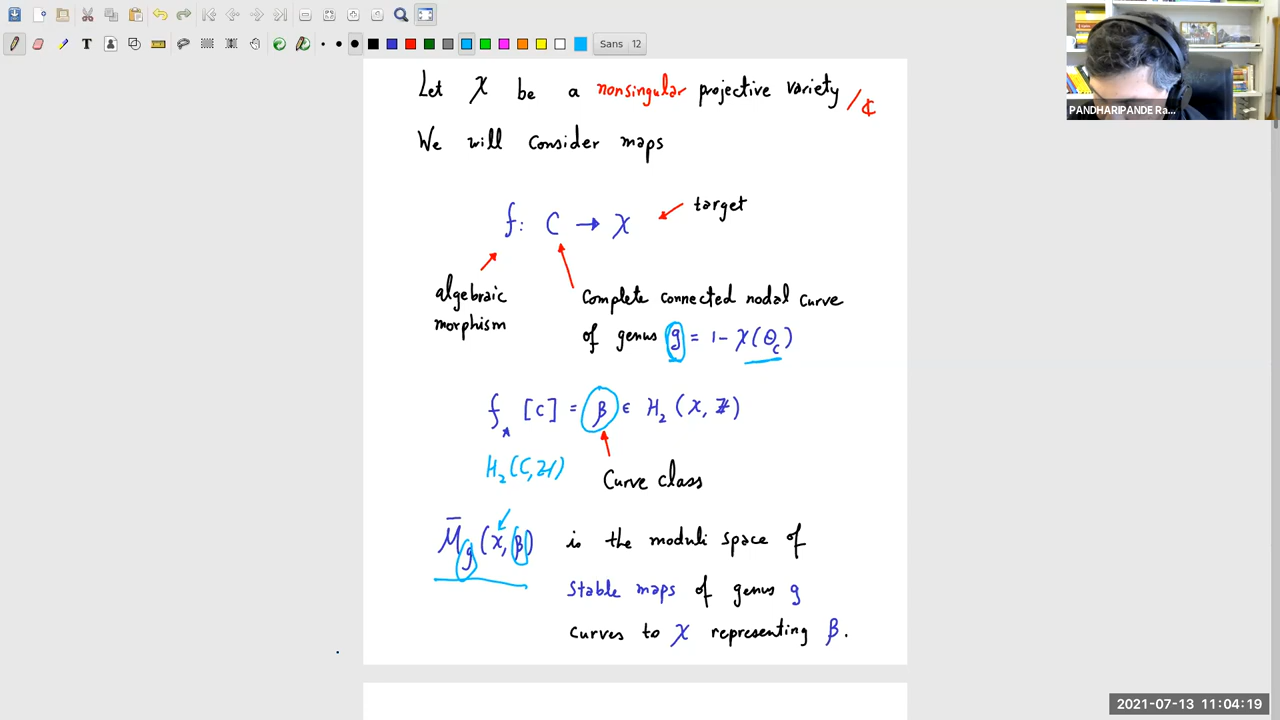 Sans 12
PANDHARIPANDE Ra...
Let X be a nonsingular projective variety /ℂ
We will consider maps
f: C → X
target
algebraic
morphism
Complete connected nodal curve
of genus g = 1 - χ(O_C)
f_* [C] = β ∈ H_2 (X, ℤ)
H_2 (C, ℤ)
Curve class
M̄_g (X, β) is the moduli space of
Stable maps of genus g
curves to X representing β.
2021-07-13 11:04:19